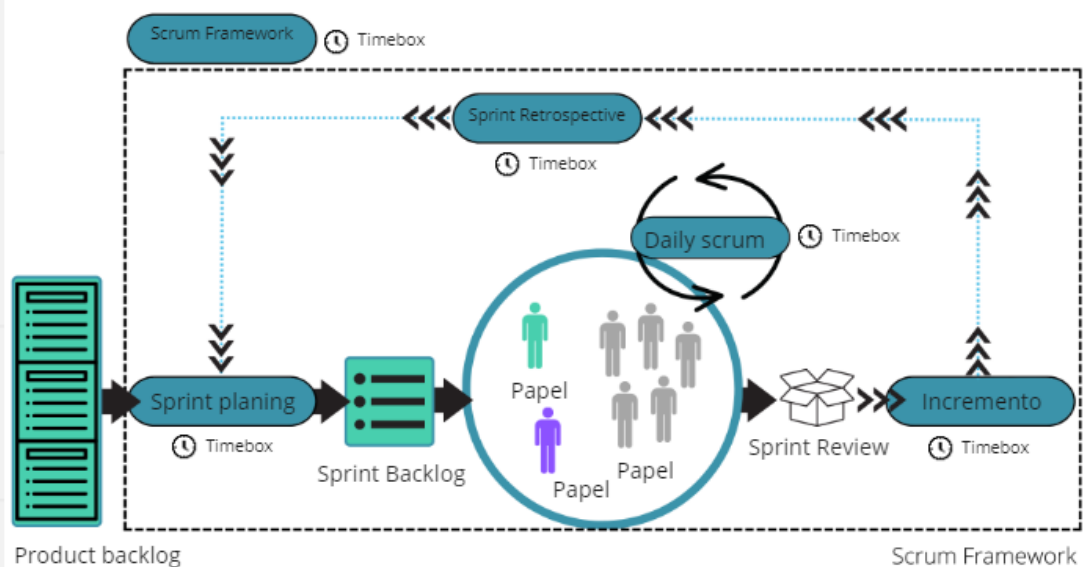 Scrum Framework
Timebox
Sprint Retrospective
Timebox
Daily scrum
Timebox
Papel
Papel
Papel
Sprint planing
Timebox
Sprint Backlog
Sprint Review
Incremento
Timebox
Product backlog
Scrum Framework